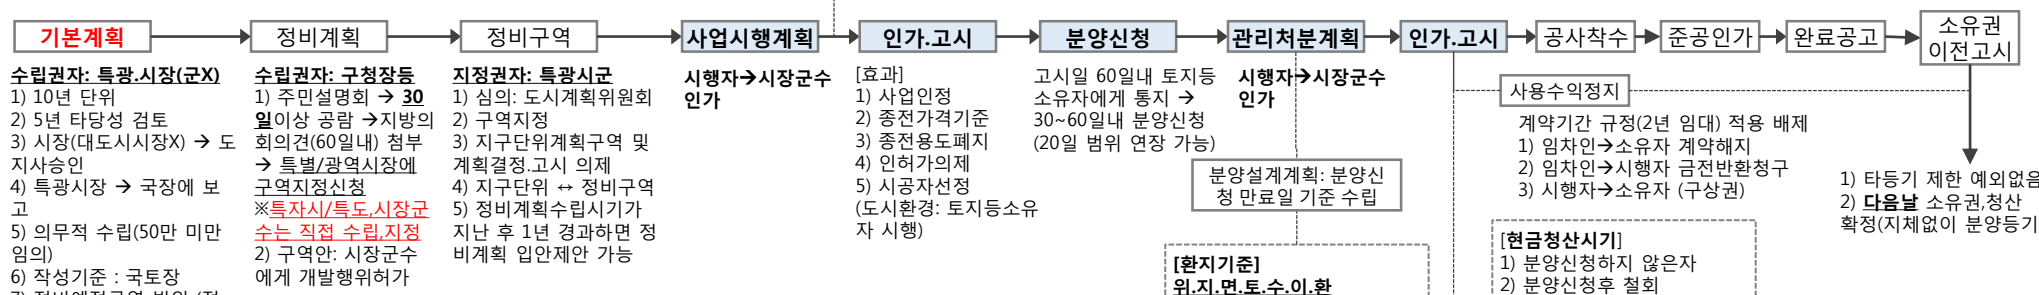 기본계획
정비계획
정비구역
사업시행계획
인가.고시
분양신청
관리처분계획
인가.고시
공사착수
준공인가
완료공고
소유권
이전고시
수립권자: 특광.시장(군X)
1) 10년 단위
2) 5년 타당성 검토
3) 시장(대도시시장X) → 도
지사승인
4) 특광시장 → 국장에 보
고
5) 의무적 수립(50만 미만
임의)
6) 작성기준 : 국토장
수립권자: 구청장등
1) 주민설명회 → 30
일이상 공람 →지방의
회의견(60일내) 첨부
→ 특별/광역시장에
구역지정신청
※특자시/특도,시장군
수는 직접 수립,지정
2) 구역안: 시장군수
에게 개발행위허가
지정권자: 특광시군
1) 심의: 도시계획위원회
2) 구역지정
3) 지구단위계획구역 및
계획결정.고시 의제
4) 지구단위 ↔ 정비구역
5) 정비계획수립시기가
지난 후 1년 경과하면 정
비계획 입안제안 가능
시행자→시장군수
인가
[효과]
1) 사업인정
2) 종전가격기준
3) 종전용도폐지
4) 인허가의제
5) 시공자선정
(도시환경: 토지등소유
자 시행)
고시일 60일내 토지등
소유자에게 통지 →
30~60일내 분양신청
(20일 범위 연장 가능)
시행자→시장군수
인가
분양설계계획: 분양신
청 만료일 기준 수립
[환지기준]
위.지.면.토.수.이.환
사용수익정지
계약기간 규정(2년 임대) 적용 배제
1) 임차인→소유자 계약해지
2) 임차인→시행자 금전반환청구
3) 시행자→소유자 (구상권)
[현금청산시기]
1) 분양신청하지 않은자
2) 분양신청후 철회
1) 타등기 제한 예외없음
2) 다음날 소유권,청산
확정(지체없이 분양등기